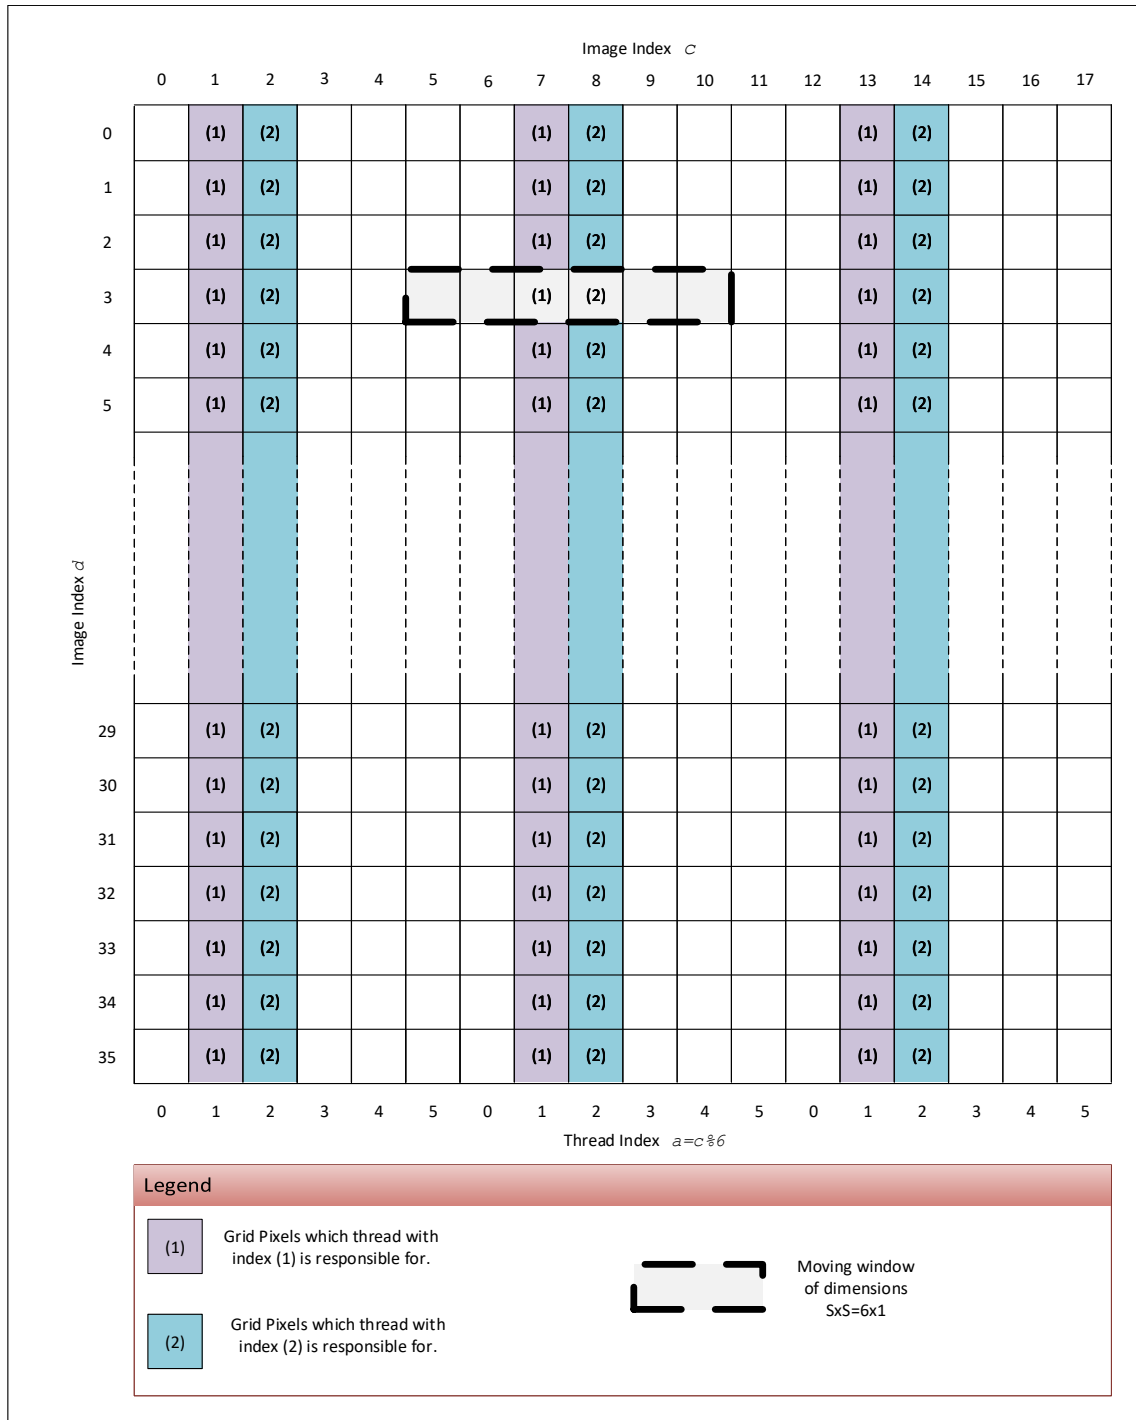 Image Index c
0 1 2 3 4 5 6 7 8 9 10 11 12 13 14 15 16 17
0 (1) (2) (1) (2) (1) (2)
1 (1) (2) (1) (2) (1) (2)
2 (1) (2) (1) (2) (1) (2)
3 (1) (2) (1) (2) (1) (2)
4 (1) (2) (1) (2) (1) (2)
5 (1) (2) (1) (2) (1) (2)
Image Index d
29 (1) (2) (1) (2) (1) (2)
30 (1) (2) (1) (2) (1) (2)
31 (1) (2) (1) (2) (1) (2)
32 (1) (2) (1) (2) (1) (2)
33 (1) (2) (1) (2) (1) (2)
34 (1) (2) (1) (2) (1) (2)
35 (1) (2) (1) (2) (1) (2)
0 1 2 3 4 5 0 1 2 3 4 5 0 1 2 3 4 5
Thread Index a=c%6
Legend
(1)
Grid Pixels which thread with
index (1) is responsible for.
(2)
Grid Pixels which thread with
index (2) is responsible for.
Moving window
of dimensions
SxS=6x1